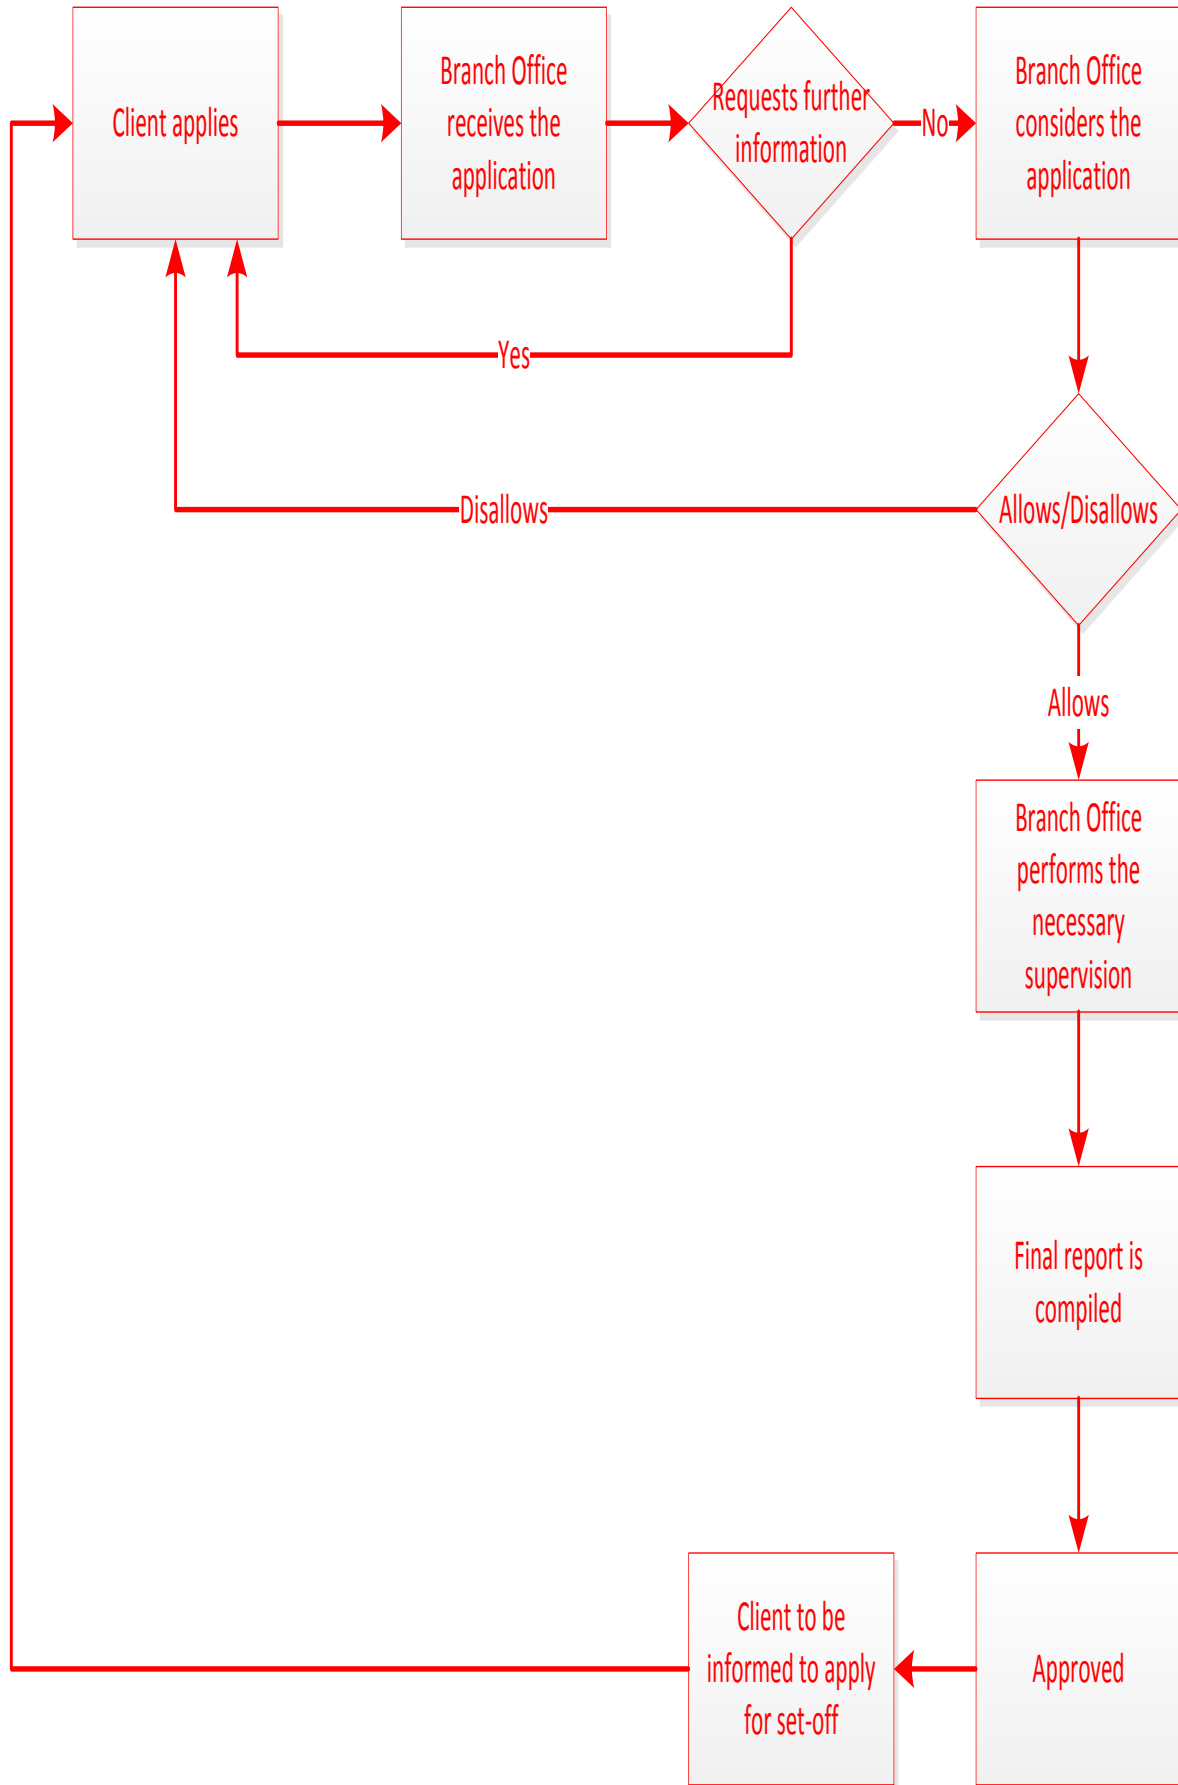 Client applies
Branch Office
receives the
application
Requests further
information
No
Branch Office
considers the
application
Yes
Disallows
Allows/Disallows
Allows
Branch Office
performs the
necessary
supervision
Final report is
compiled
Client to be
informed to apply
for set-off
Approved